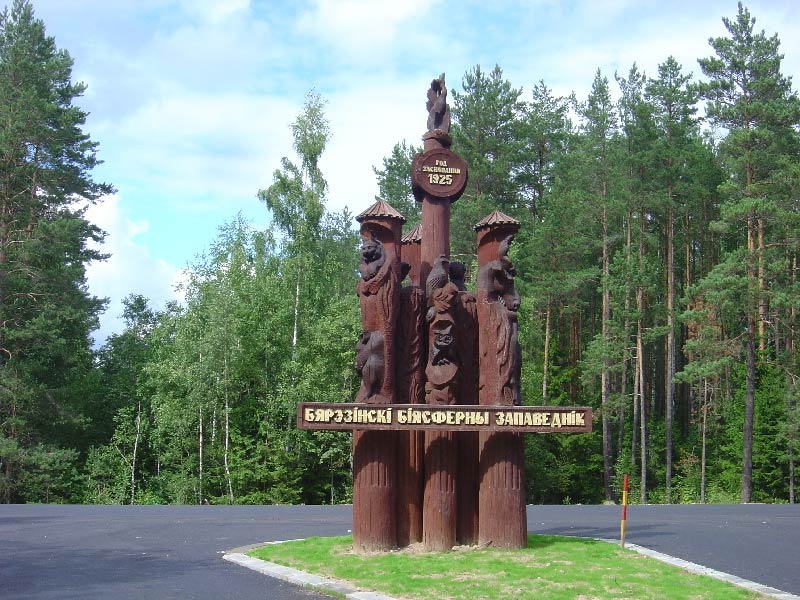 ГОД
ЗАСНАВАННЯ
1925
БЯРЭЗІНСКІ БІЯСФЕРНЫ ЗАПАВЕДНІК